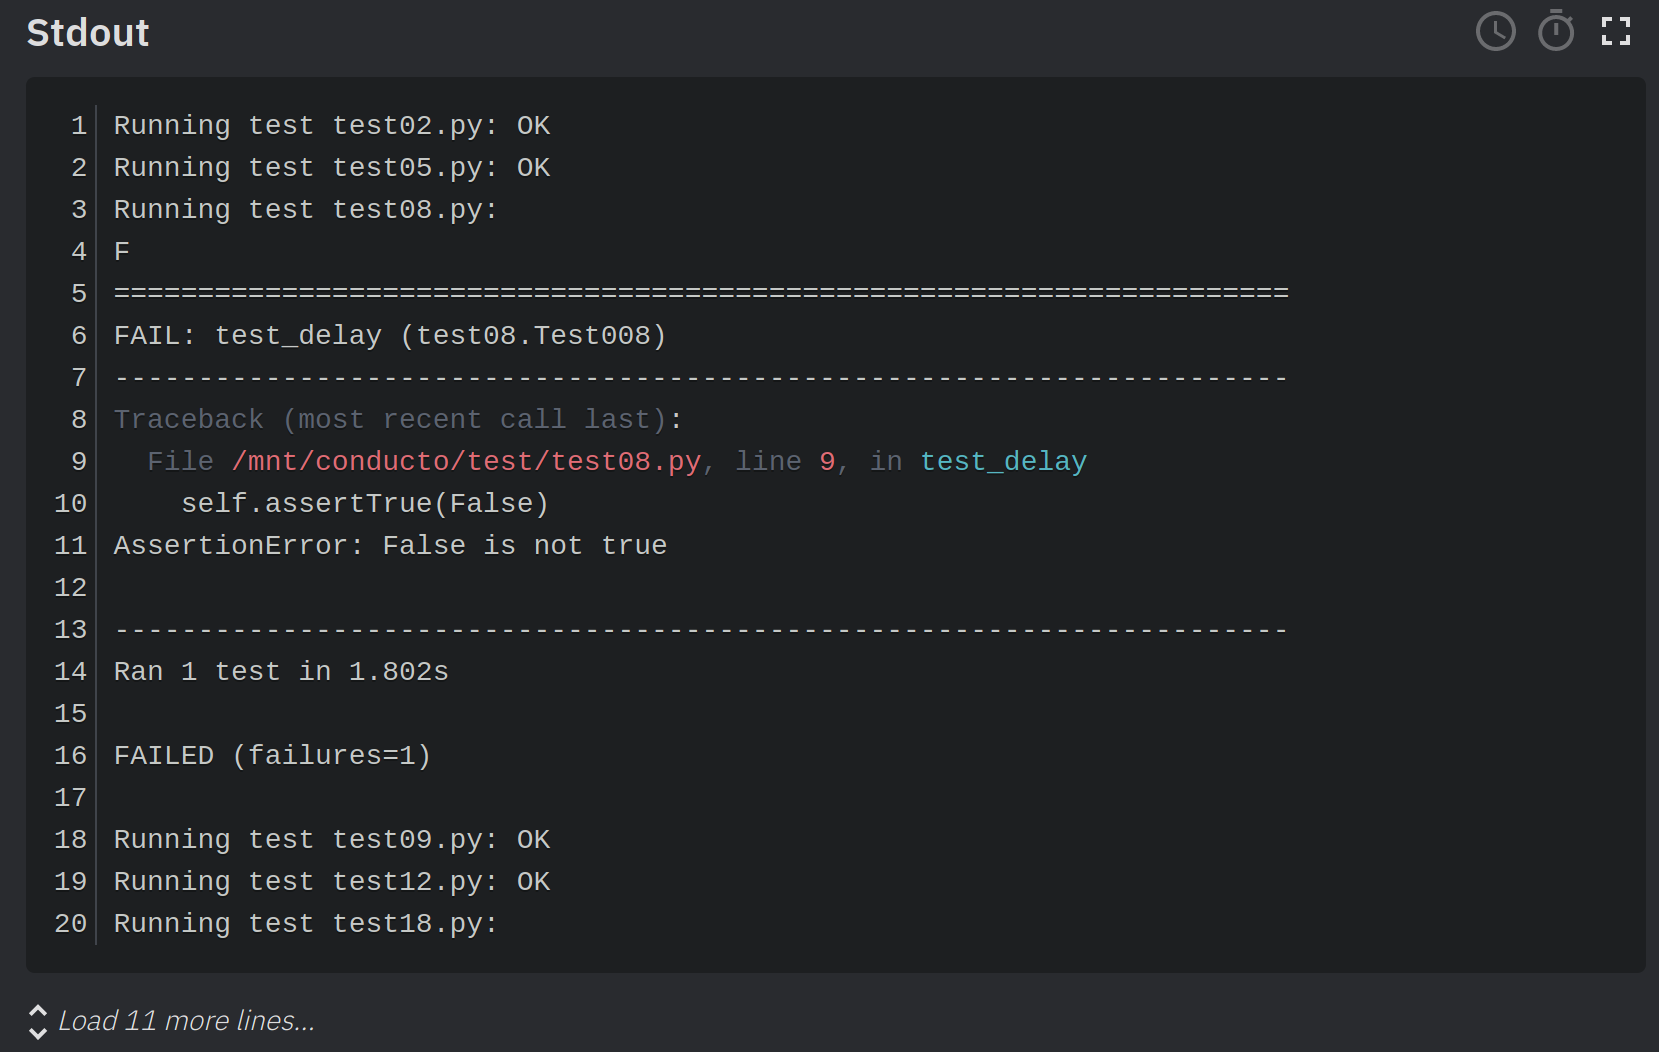 Stdout
1 Running test test02.py: OK
2 Running test test05.py: OK
3 Running test test08.py:
4 F
5 ======================================================================
6 FAIL: test_delay (test08.Test008)
7 ----------------------------------------------------------------------
8 Traceback (most recent call last):
9   File /mnt/conducto/test/test08.py, line 9, in test_delay
10     self.assertTrue(False)
11 AssertionError: False is not true
12
13 ----------------------------------------------------------------------
14 Ran 1 test in 1.802s
15
16 FAILED (failures=1)
17
18 Running test test09.py: OK
19 Running test test12.py: OK
20 Running test test18.py:
Load 11 more lines...